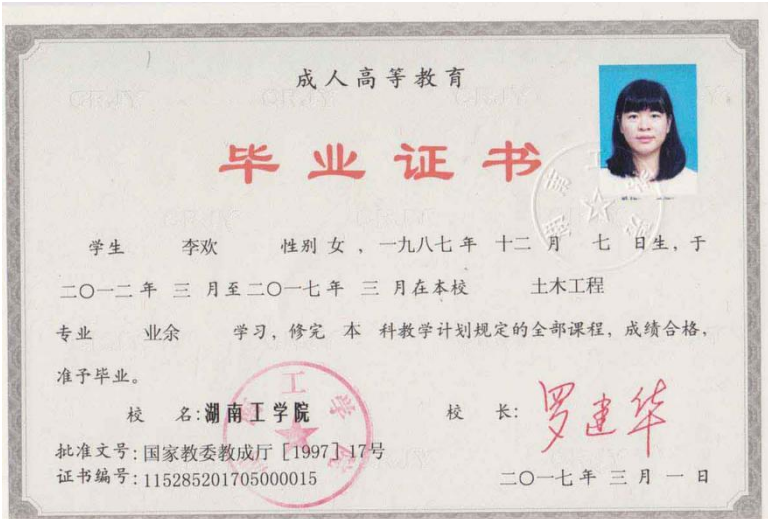 成人高等教育
毕业证书
学生 李欢 性别 女，一九八七年 十二 月 七 日生，于
二〇一二年 三 月至二〇一七年 三 月在本校 土木工程
专业 业余 学习，修完 本 科教学计划规定的全部课程，成绩合格，
准予毕业。
校 名：湖南工学院 校 长：罗建华
批准文号：国家教委教成厅［1997］17号
证书编号：115285201705000015
二〇一七年 三 月 一 日